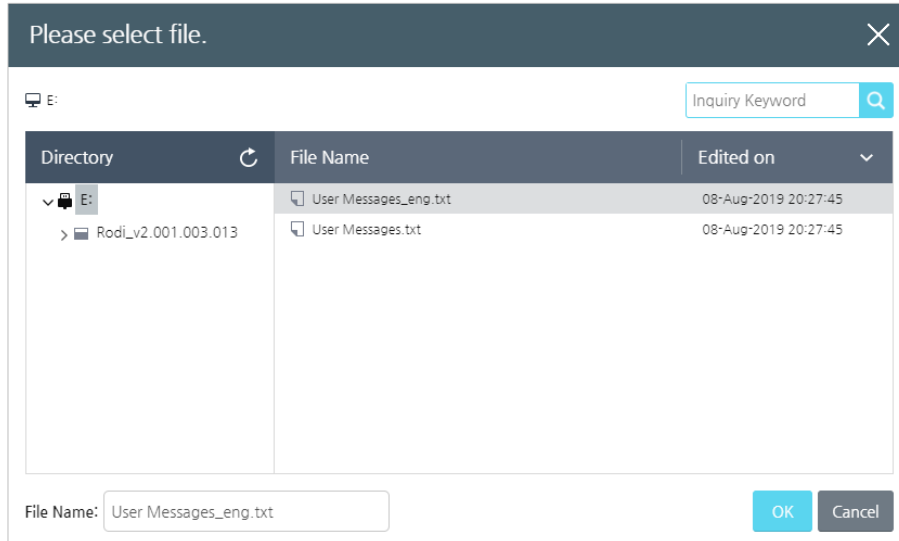 Please select file.
E:
Inquiry Keyword
Directory File Name Edited on
E:
User Messages_eng.txt 08-Aug-2019 20:27:45
Rodi_v2.001.003.013
User Messages.txt 08-Aug-2019 20:27:45
File Name: User Messages_eng.txt
OK Cancel